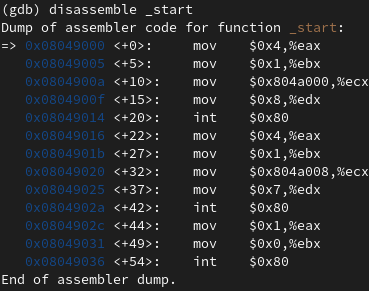 (gdb) disassemble _start
Dump of assembler code for function _start:
=> 0x08049000 <+0>:     mov    $0x4,%eax
   0x08049005 <+5>:     mov    $0x1,%ebx
   0x0804900a <+10>:    mov    $0x804a000,%ecx
   0x0804900f <+15>:    mov    $0x8,%edx
   0x08049014 <+20>:    int    $0x80
   0x08049016 <+22>:    mov    $0x4,%eax
   0x0804901b <+27>:    mov    $0x1,%ebx
   0x08049020 <+32>:    mov    $0x804a008,%ecx
   0x08049025 <+37>:    mov    $0x7,%edx
   0x0804902a <+42>:    int    $0x80
   0x0804902c <+44>:    mov    $0x1,%eax
   0x08049031 <+49>:    mov    $0x0,%ebx
   0x08049036 <+54>:    int    $0x80
End of assembler dump.